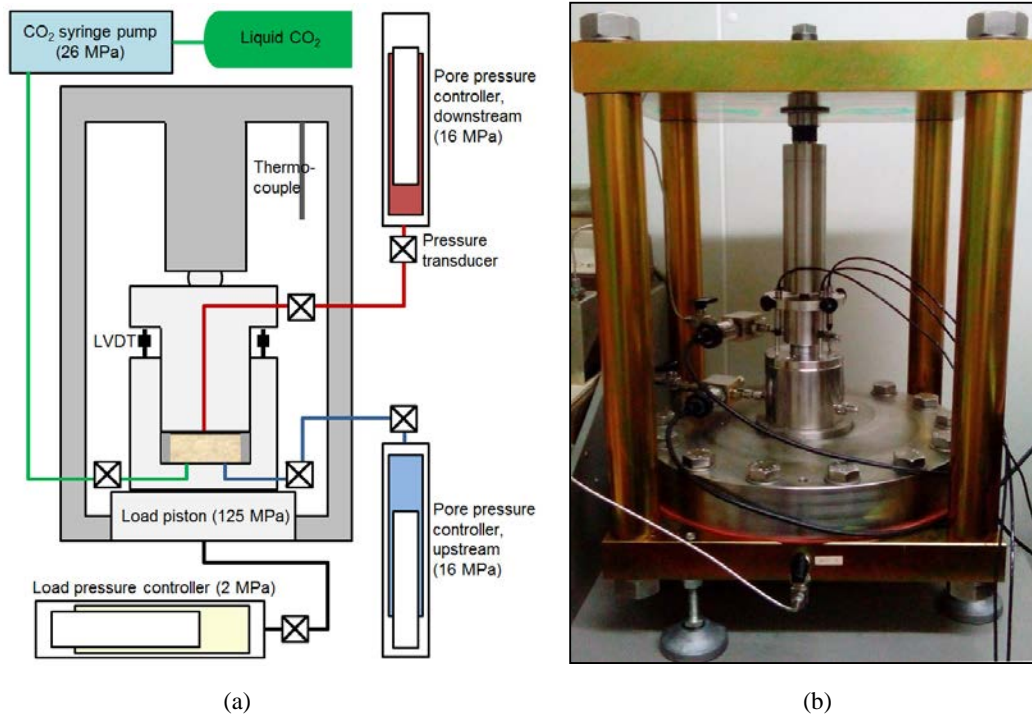 CO₂ syringe pump
(26 MPa)
Liquid CO₂
Pore pressure
controller,
downstream
(16 MPa)
Thermo-
couple
Pressure
transducer
LVDT
Load piston (125 MPa)
Pore pressure
controller,
upstream
(16 MPa)
Load pressure controller (2 MPa)
(a)
(b)